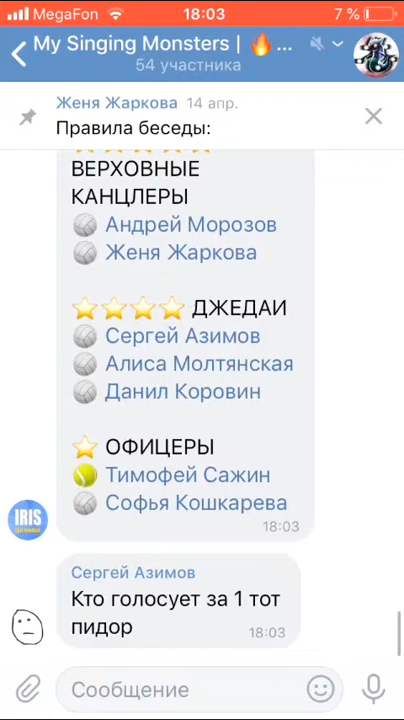 MegaFon 18:03 7 %
My Singing Monsters | 🔥...
54 участника
Женя Жаркова 14 апр.
Правила беседы:
ВЕРХОВНЫЕ
КАНЦЛЕРЫ
Андрей Морозов
Женя Жаркова
⭐⭐⭐⭐ ДЖЕДАИ
Сергей Азимов
Алиса Молтянская
Данил Коровин
⭐ ОФИЦЕРЫ
Тимофей Сажин
Софья Кошкарева
IRIS
18:03
Сергей Азимов
Кто голосует за 1 тот
пидор
18:03
Сообщение